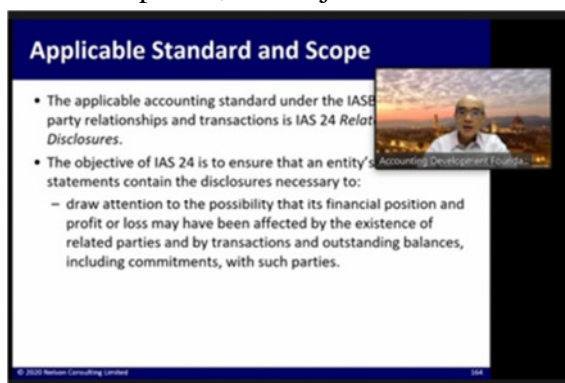 Applicable Standard and Scope
• The applicable accounting standard under the IASB
party relationships and transactions is IAS 24 Relat
Disclosures.
Accounting Development Founda...
• The objective of IAS 24 is to ensure that an entity's
statements contain the disclosures necessary to:
– draw attention to the possibility that its financial position and
profit or loss may have been affected by the existence of
related parties and by transactions and outstanding balances,
including commitments, with such parties.
© 2020 Nelson Consulting Limited
164